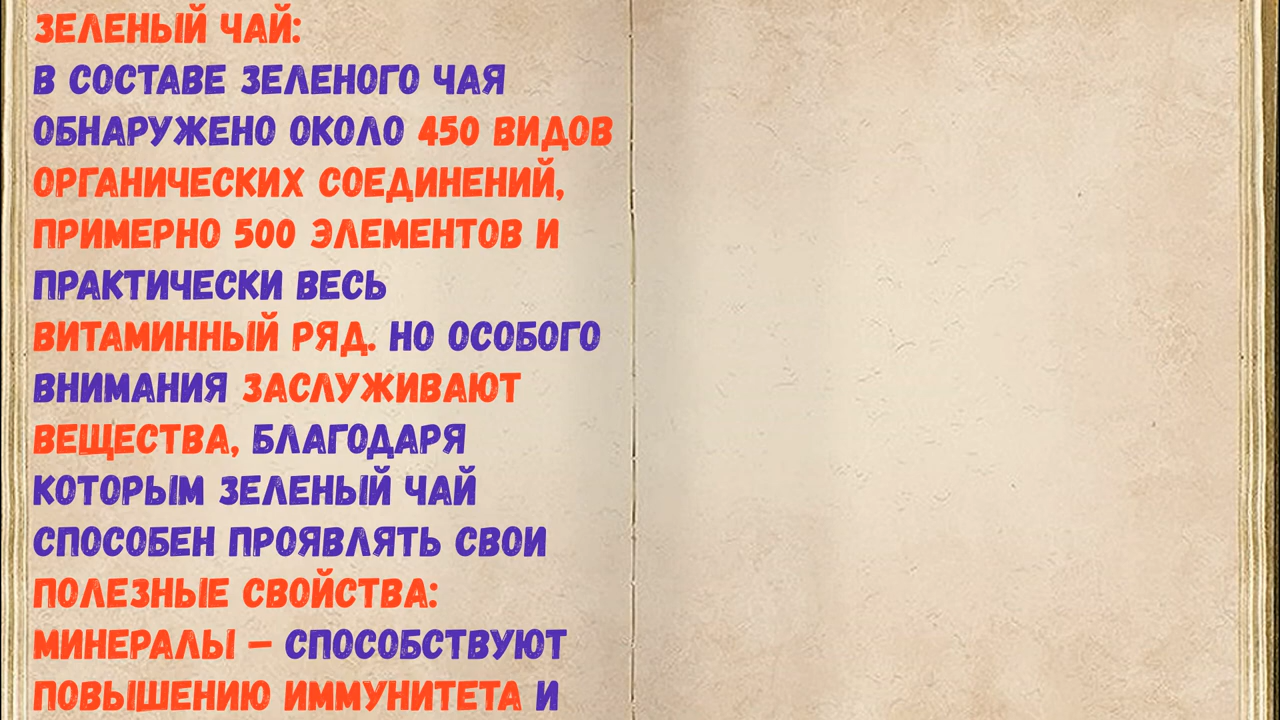 ЗЕЛЕНЫЙ ЧАЙ:
В СОСТАВЕ ЗЕЛЕНОГО ЧАЯ
ОБНАРУЖЕНО ОКОЛО 450 ВИДОВ
ОРГАНИЧЕСКИХ СОЕДИНЕНИЙ,
ПРИМЕРНО 500 ЭЛЕМЕНТОВ И
ПРАКТИЧЕСКИ ВЕСЬ
ВИТАМИННЫЙ РЯД. НО ОСОБОГО
ВНИМАНИЯ ЗАСЛУЖИВАЮТ
ВЕЩЕСТВА, БЛАГОДАРЯ
КОТОРЫМ ЗЕЛЕНЫЙ ЧАЙ
СПОСОБЕН ПРОЯВЛЯТЬ СВОИ
ПОЛЕЗНЫЕ СВОЙСТВА:
МИНЕРАЛЫ – СПОСОБСТВУЮТ
ПОВЫШЕНИЮ ИММУНИТЕТА И